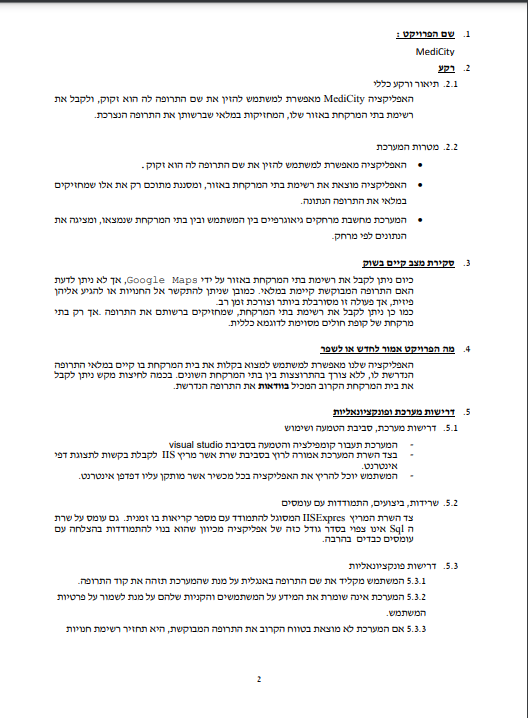 1. שם הפרוייקט :
MediCity
2. רקע
2.1. תיאור ורקע כללי
האפליקציה MediCity מאפשרת למשתמש להזין את שם התרופה לה הוא זקוק, ולקבל את
רשימת בתי המרקחת באזור שלו, המחזיקות במלאי שברשותן את התרופה הנצרכת.
2.2. מטרות המערכת
• האפליקציה מאפשרת למשתמש להזין את שם התרופה לה הוא זקוק .
• האפליקציה מוצאת את רשימת בתי המרקחת באזור, ומסננת מתוכם רק את אלו שמחזיקים
במלאי את התרופה הנתונה.
• המערכת מחשבת מרחקים גיאוגרפיים בין המשתמש ובין בתי המרקחת שנמצאו, ומציגה את
הנתונים לפי מרחק.
3. סקירת מצב קיים בשוק
כיום ניתן לקבל את רשימת בתי המרקחת באזור על ידי Google Maps, אך לא ניתן לדעת
האם התרופה המבוקשת קיימת במלאי. כמובן שניתן להתקשר אל החנויות או להגיע אליהן
פיזית, אך פעולה זו מסורבלת ביותר וצורכת זמן רב.
כמו כן ניתן לקבל את רשימת בתי המרקחת, שמחזיקים ברשותם את התרופה .אך רק בתי
מרקחת של קופת חולים מסוימת לדוגמא כללית.
4. מה הפרויקט אמור לחדש או לשפר
האפליקציה שלנו מאפשרת למשתמש למצוא בקלות את בית המרקחת בו קיים במלאי התרופה
הנדרשת לו, ללא צורך בהתרוצצות בין בתי המרקחת השונים. בכמה לחיצות מקש ניתן לקבל
את בית המרקחת הקרוב המכיל בוודאות את התרופה הנדרשת.
5. דרישות מערכת ופונקציונאליות
5.1. דרישות מערכת, סביבת הטמעה ושימוש
- המערכת תעבור קומפילציה והטמעה בסביבת visual studio
- בצד השרת המערכת אמורה לרוץ בסביבת שרת אשר מריץ IIS לקבלת בקשות לתצוגת דפי
אינטרנט.
- המשתמש יוכל להריץ את האפליקציה בכל מכשיר אשר מותקן עליו דפדפן אינטרנט.
5.2. שרידות, ביצועים, התמודדות עם עומסים
צד השרת המריץ IISExpres המסוגל להתמודד עם מספר קריאות בו זמנית. גם עומס על שרת
ה Sql אינו צפוי בסדר גודל כזה של אפליקציה מכיוון שהוא בנוי להתמודדות בהצלחה עם
עומסים כבדים בהרבה.
5.3. דרישות פונקציונאליות
5.3.1 המשתמש מקליד את שם התרופה באנגלית על מנת שהמערכת תזהה את קוד התרופה.
5.3.2 המערכת אינה שומרת את המידע על המשתמשים והקניות שלהם על מנת לשמור על פרטיות
המשתמש.
5.3.3 אם המערכת לא מוצאת בטווח הקרוב את התרופה המבוקשת, היא תחזיר רשימת חנויות
2